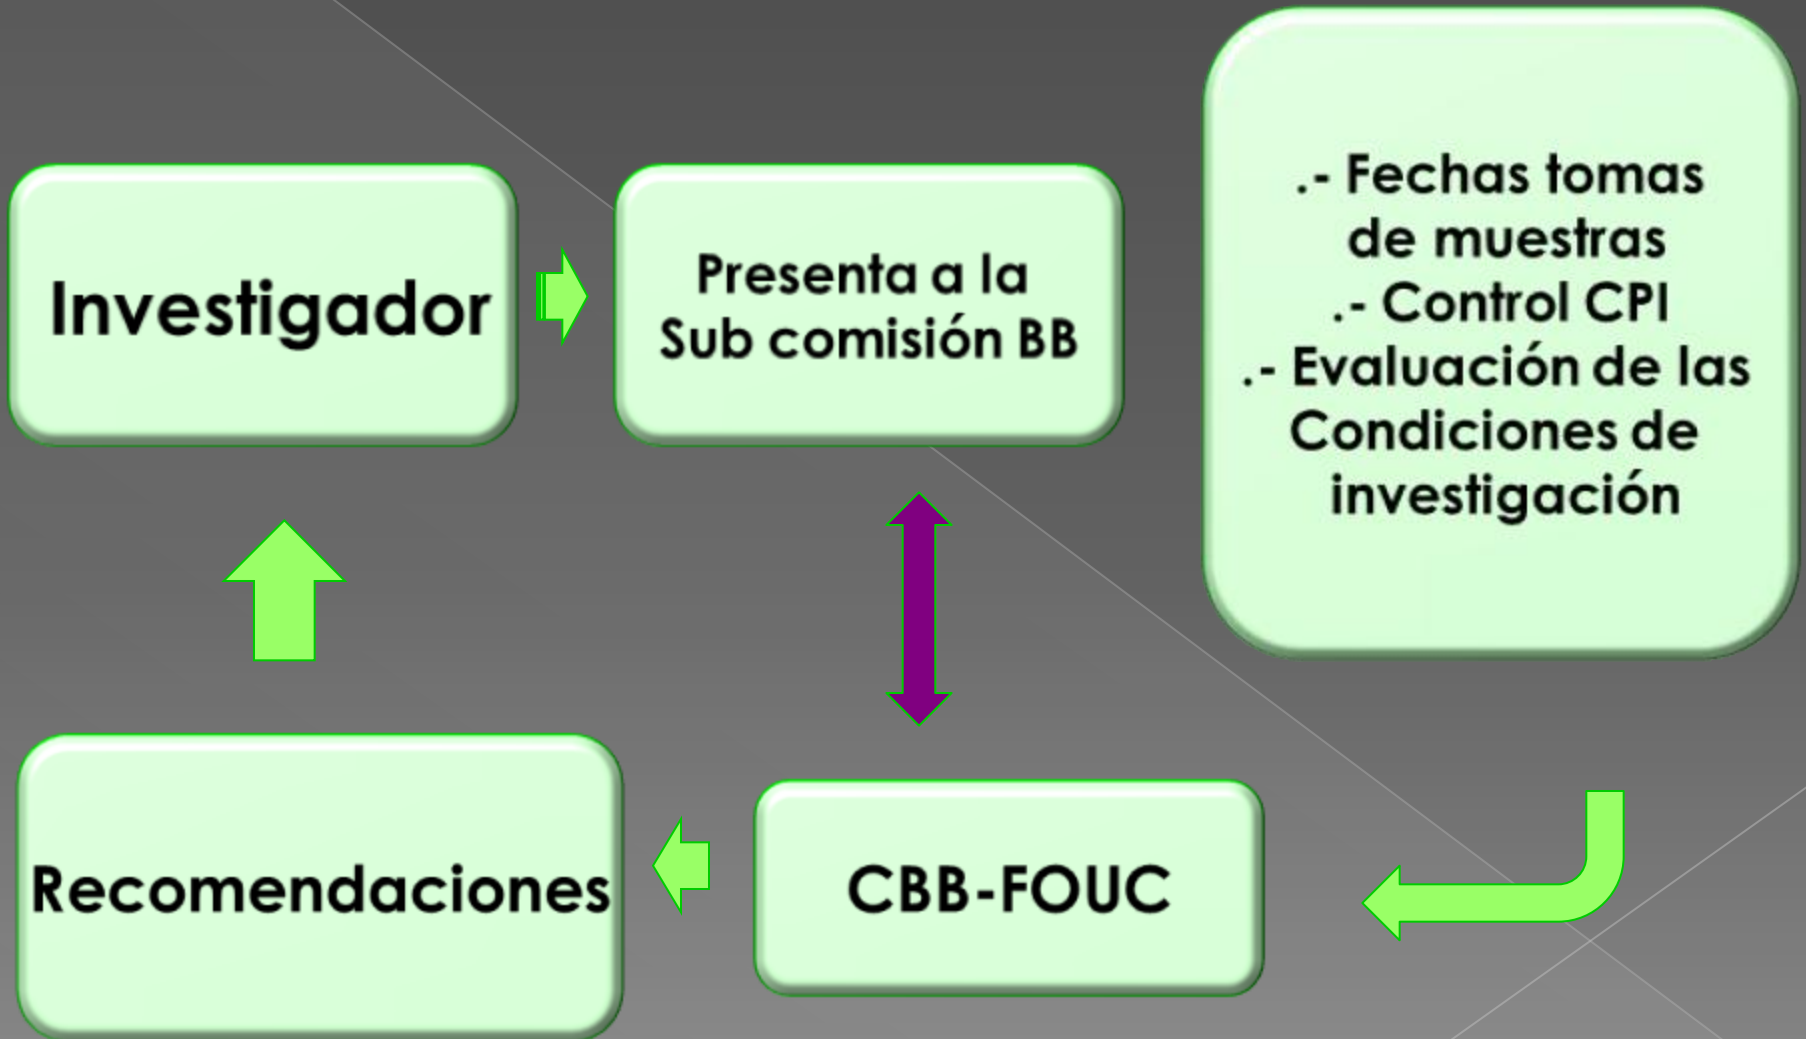 Investigador
Presenta a la
Sub comisión BB
.- Fechas tomas
de muestras
.- Control CPI
.- Evaluación de las
Condiciones de
investigación
Recomendaciones
CBB-FOUC